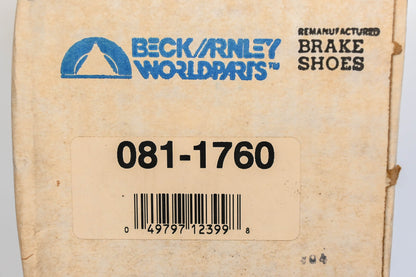 BECK/ARNLEY
WORLDPARTS™
REMANUFACTURED
BRAKE
SHOES
081-1760
0 49797 12399 8